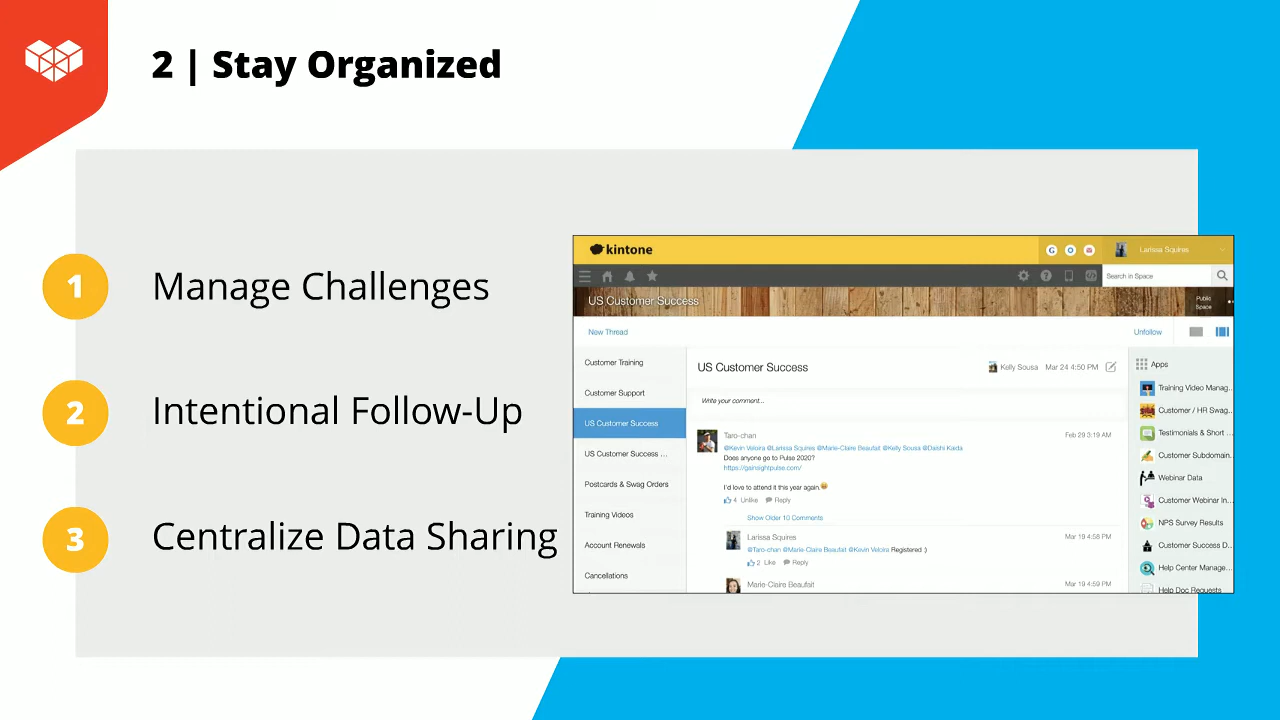 2 | Stay Organized
1 Manage Challenges
2 Intentional Follow-Up
3 Centralize Data Sharing
kintone
G
Larissa Squires
Search in Space
US Customer Success
Public
Space
New Thread
Unfollow
Customer Training
Customer Support
US Customer Success
US Customer Success ...
Postcards & Swag Orders
Training Videos
Account Renewals
Cancellations
US Customer Success
Kelly Sousa Mar 24 4:50 PM
Write your comment...
Taro-chan Feb 29 3:19 AM
@Kevin Veloira @Larissa Squires @Marie-Claire Beaufait @Kelly Sousa @Daishi Kaida
Does anyone go to Pulse 2020?
https://gainsightpulse.com/
I'd love to attend it this year again.
4 Unlike Reply
Show Older 10 Comments
Larissa Squires Mar 19 4:58 PM
@Taro-chan @Marie-Claire Beaufait @Kevin Veloira Registered :)
2 Like Reply
Marie-Claire Beaufait Mar 19 4:59 PM
Apps
Training Video Manag...
Customer / HR Swag...
Testimonials & Short ...
Customer Subdomain...
Webinar Data
Customer Webinar In...
NPS Survey Results
Customer Success D...
Help Center Manage...
Help Doc Requests